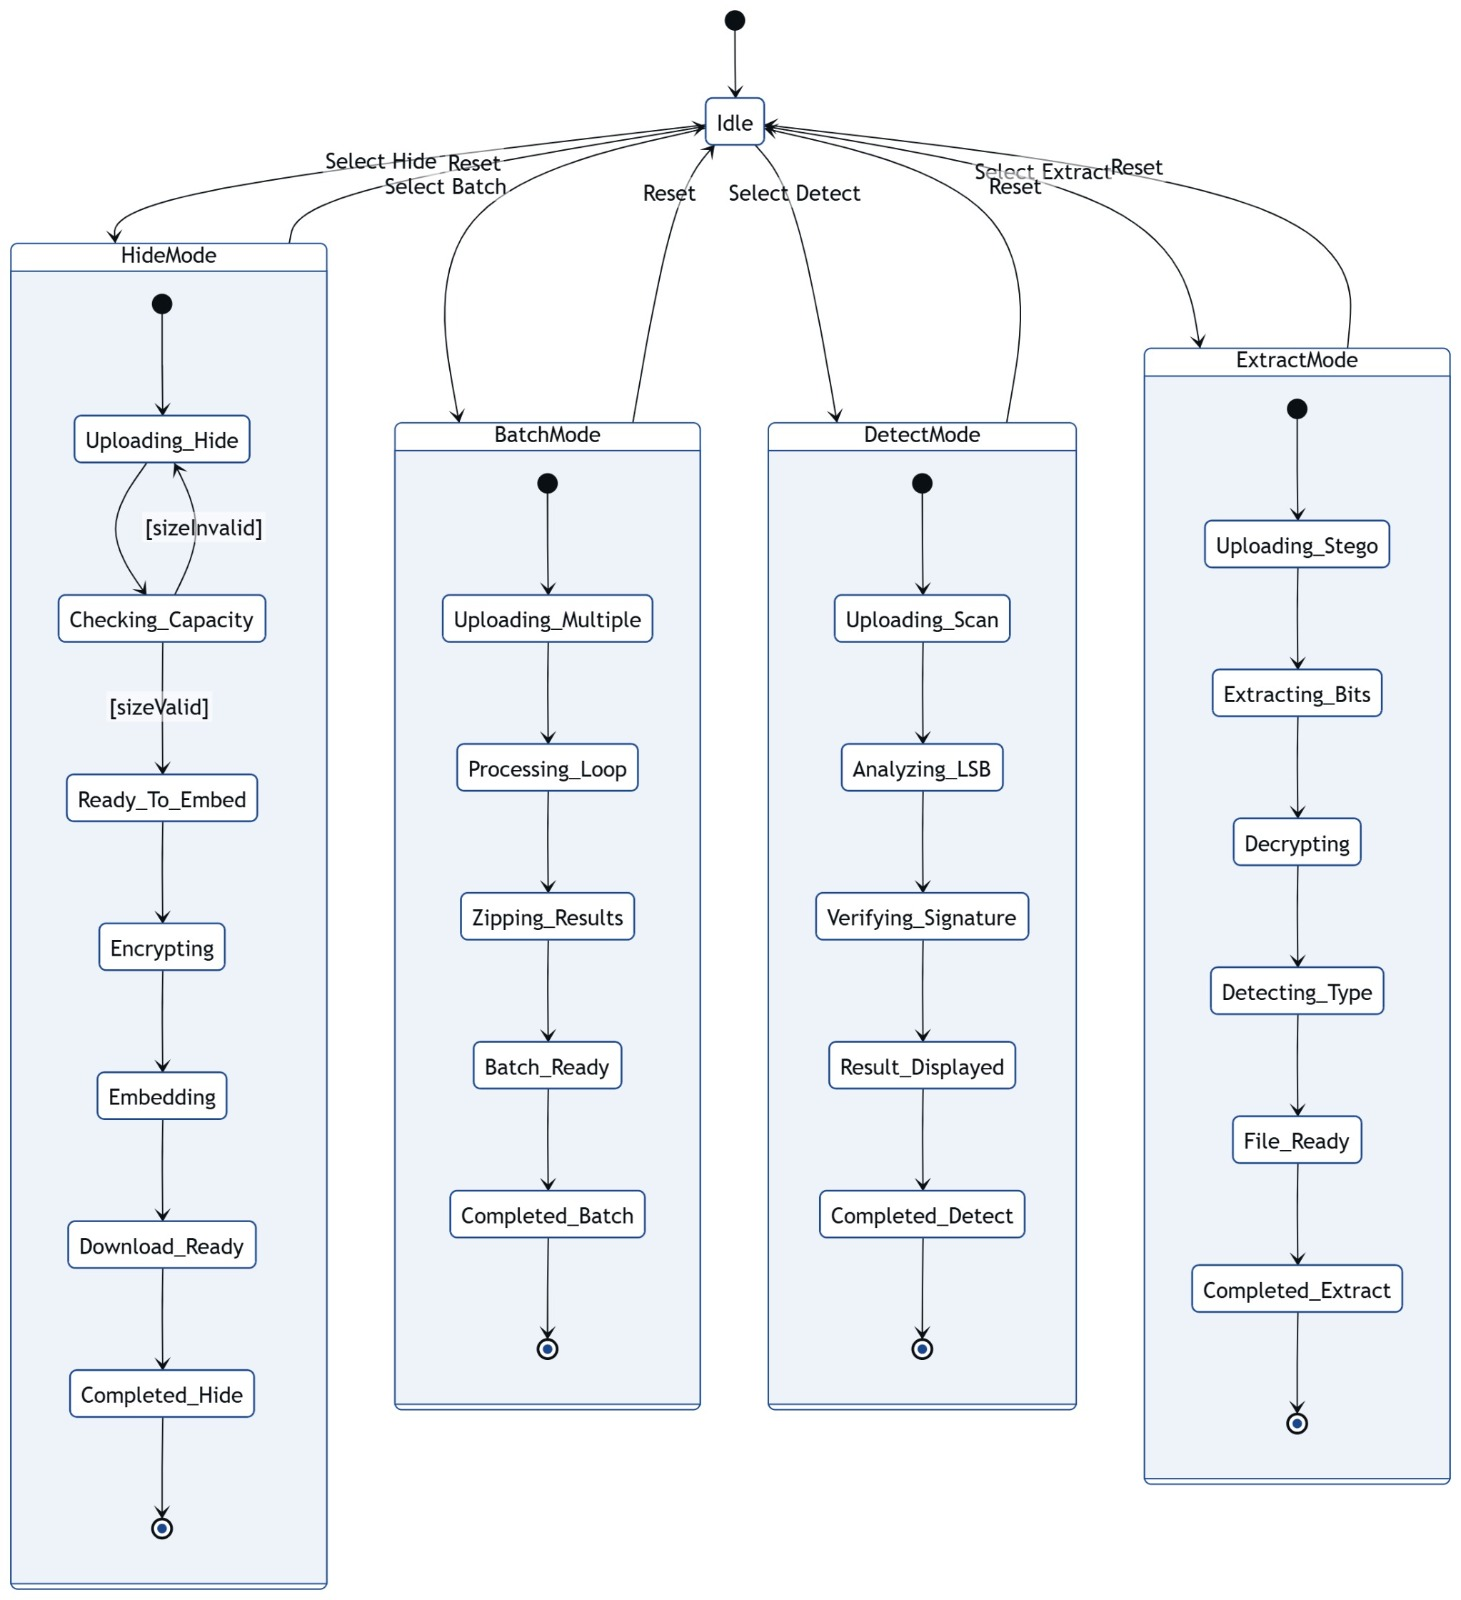 Idle
Select Hide
Reset
Select Batch
Reset
Select Detect
Select Extract
Reset
Reset
HideMode
Uploading_Hide
[sizeInvalid]
Checking_Capacity
[sizeValid]
Ready_To_Embed
Encrypting
Embedding
Download_Ready
Completed_Hide
BatchMode
Uploading_Multiple
Processing_Loop
Zipping_Results
Batch_Ready
Completed_Batch
DetectMode
Uploading_Scan
Analyzing_LSB
Verifying_Signature
Result_Displayed
Completed_Detect
ExtractMode
Uploading_Stego
Extracting_Bits
Decrypting
Detecting_Type
File_Ready
Completed_Extract